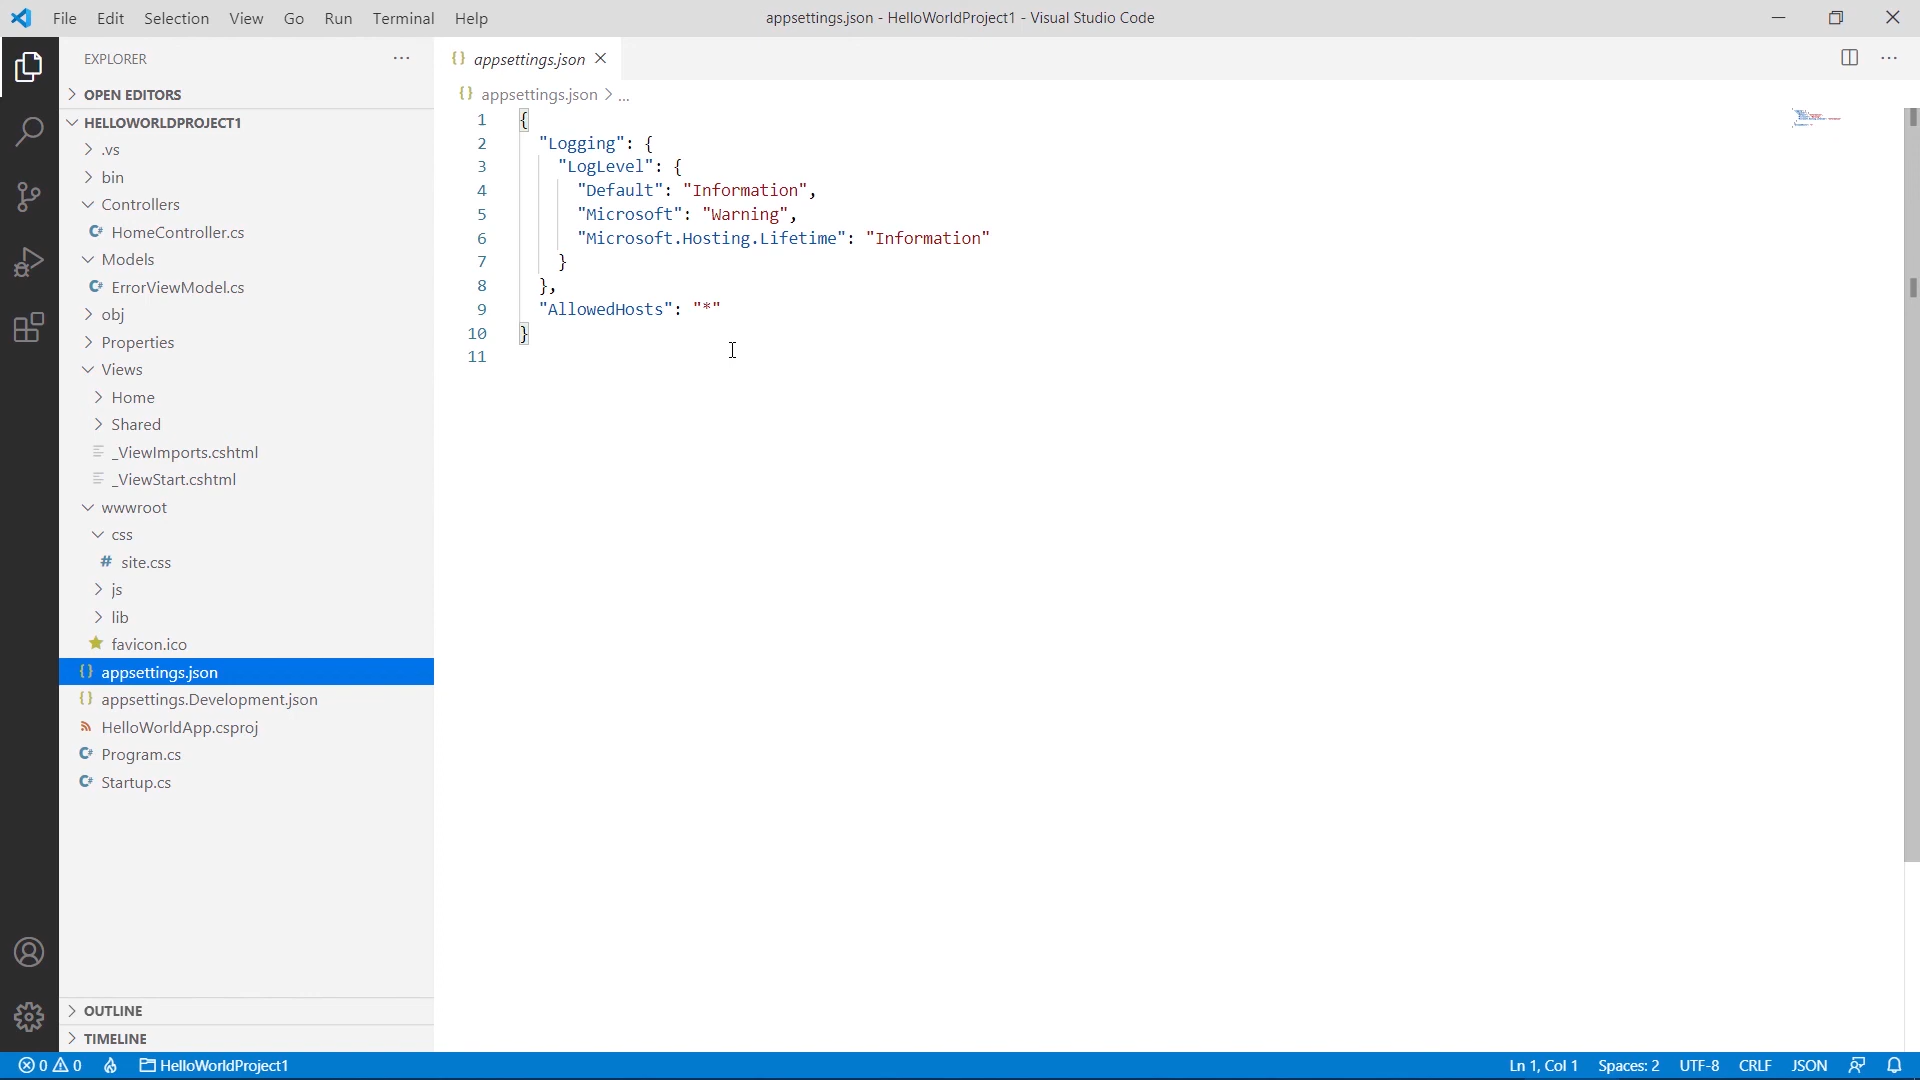 File Edit Selection View Go Run Terminal Help
appsettings.json - HelloWorldProject1 - Visual Studio Code
EXPLORER
OPEN EDITORS
HELLOWORLDPROJECT1
.vs
bin
Controllers
HomeController.cs
Models
ErrorViewModel.cs
obj
Properties
Views
Home
Shared
_ViewImports.cshtml
_ViewStart.cshtml
wwwroot
css
# site.css
js
lib
favicon.ico
{} appsettings.json
{} appsettings.Development.json
HelloWorldApp.csproj
C# Program.cs
C# Startup.cs
OUTLINE
TIMELINE
{} appsettings.json
{} appsettings.json > ...
1 {
2 "Logging": {
3 "LogLevel": {
4 "Default": "Information",
5 "Microsoft": "Warning",
6 "Microsoft.Hosting.Lifetime": "Information"
7 }
8 },
9 "AllowedHosts": "*"
10 }
11
0 0 HelloWorldProject1
Ln 1, Col 1 Spaces: 2 UTF-8 CRLF JSON